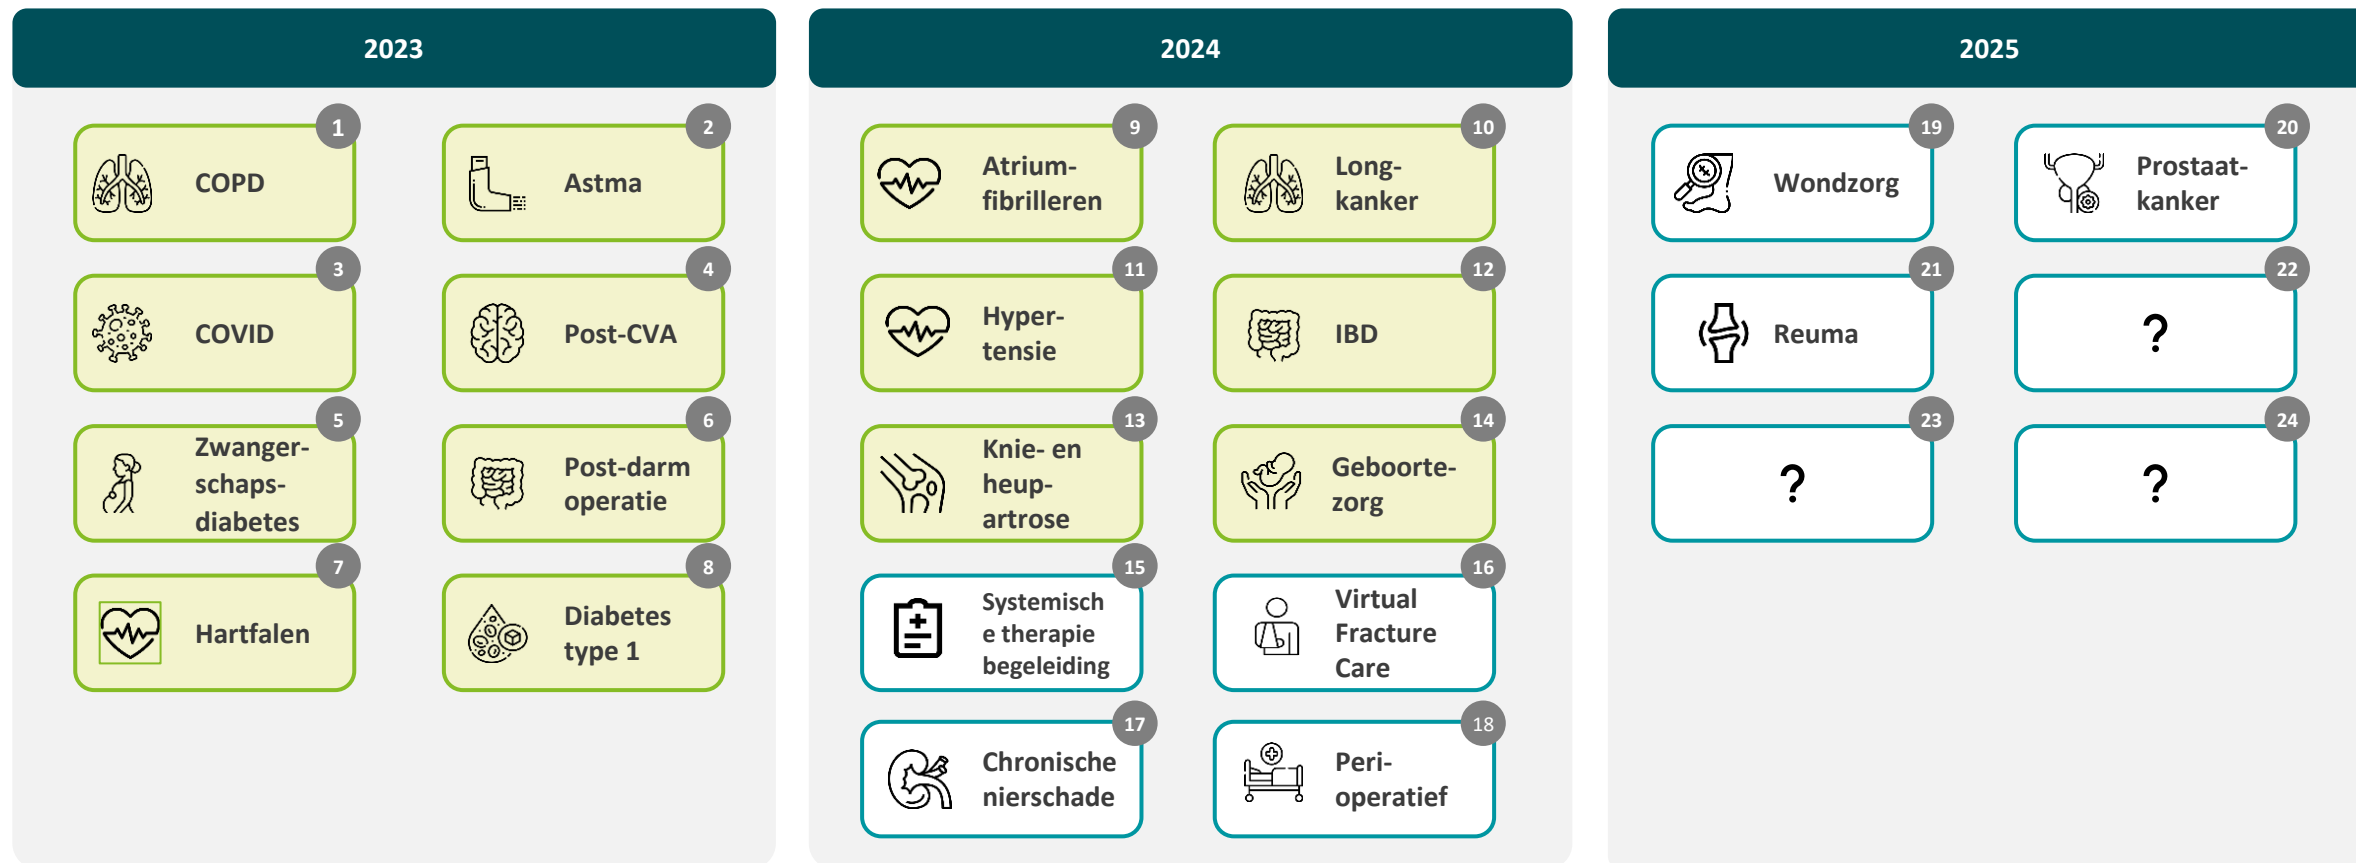 2023
1
COPD
2
Astma
3
COVID
4
Post-CVA
5
Zwanger-
schaps-
diabetes
6
Post-darm
operatie
7
Hartfalen
8
Diabetes
type 1
2024
9
Atrium-
fibrilleren
10
Long-
kanker
11
Hyper-
tensie
12
IBD
13
Knie- en
heup-
artrose
14
Geboorte-
zorg
15
Systemisch
e therapie
begeleiding
16
Virtual
Fracture
Care
17
Chronische
nierschade
18
Peri-
operatief
2025
19
Wondzorg
20
Prostaat-
kanker
21
Reuma
22
?
23
?
24
?